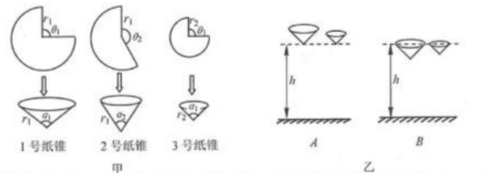 r₁ θ₁ r₁ θ₂ r₂ θ₁
r₁ α₁ r₁ α₂ r₂ α₁
1号纸锥 2号纸锥 3号纸锥
甲
h h
A B
乙